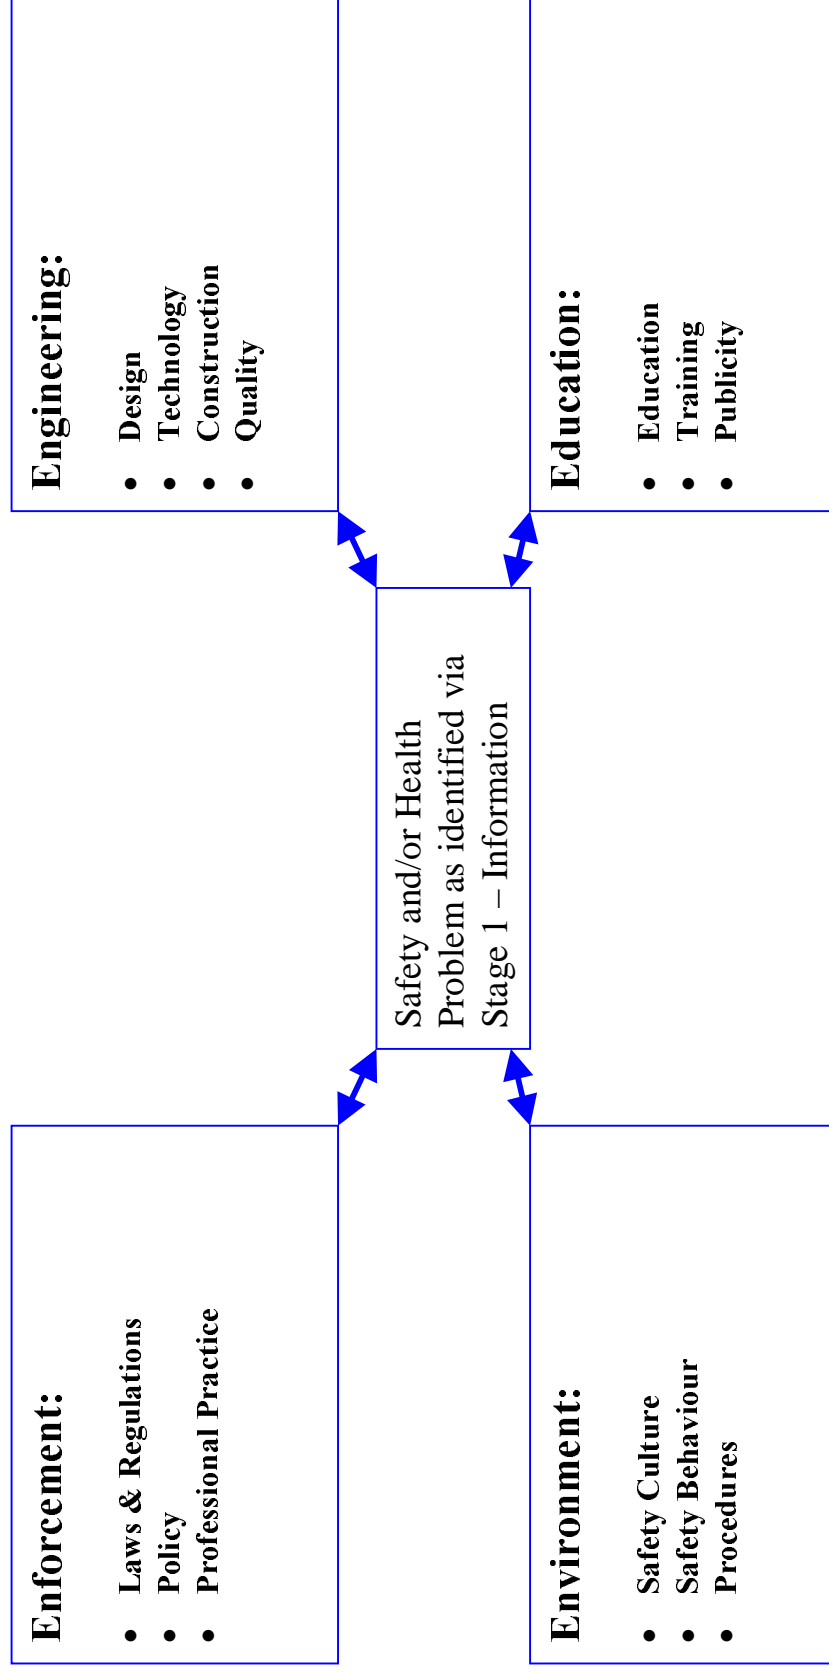 Enforcement:
• Laws & Regulations
• Policy
• Professional Practice
Engineering:
• Design
• Technology
• Construction
• Quality
Safety and/or Health
Problem as identified via
Stage 1 – Information
Environment:
• Safety Culture
• Safety Behaviour
• Procedures
Education:
• Education
• Training
• Publicity